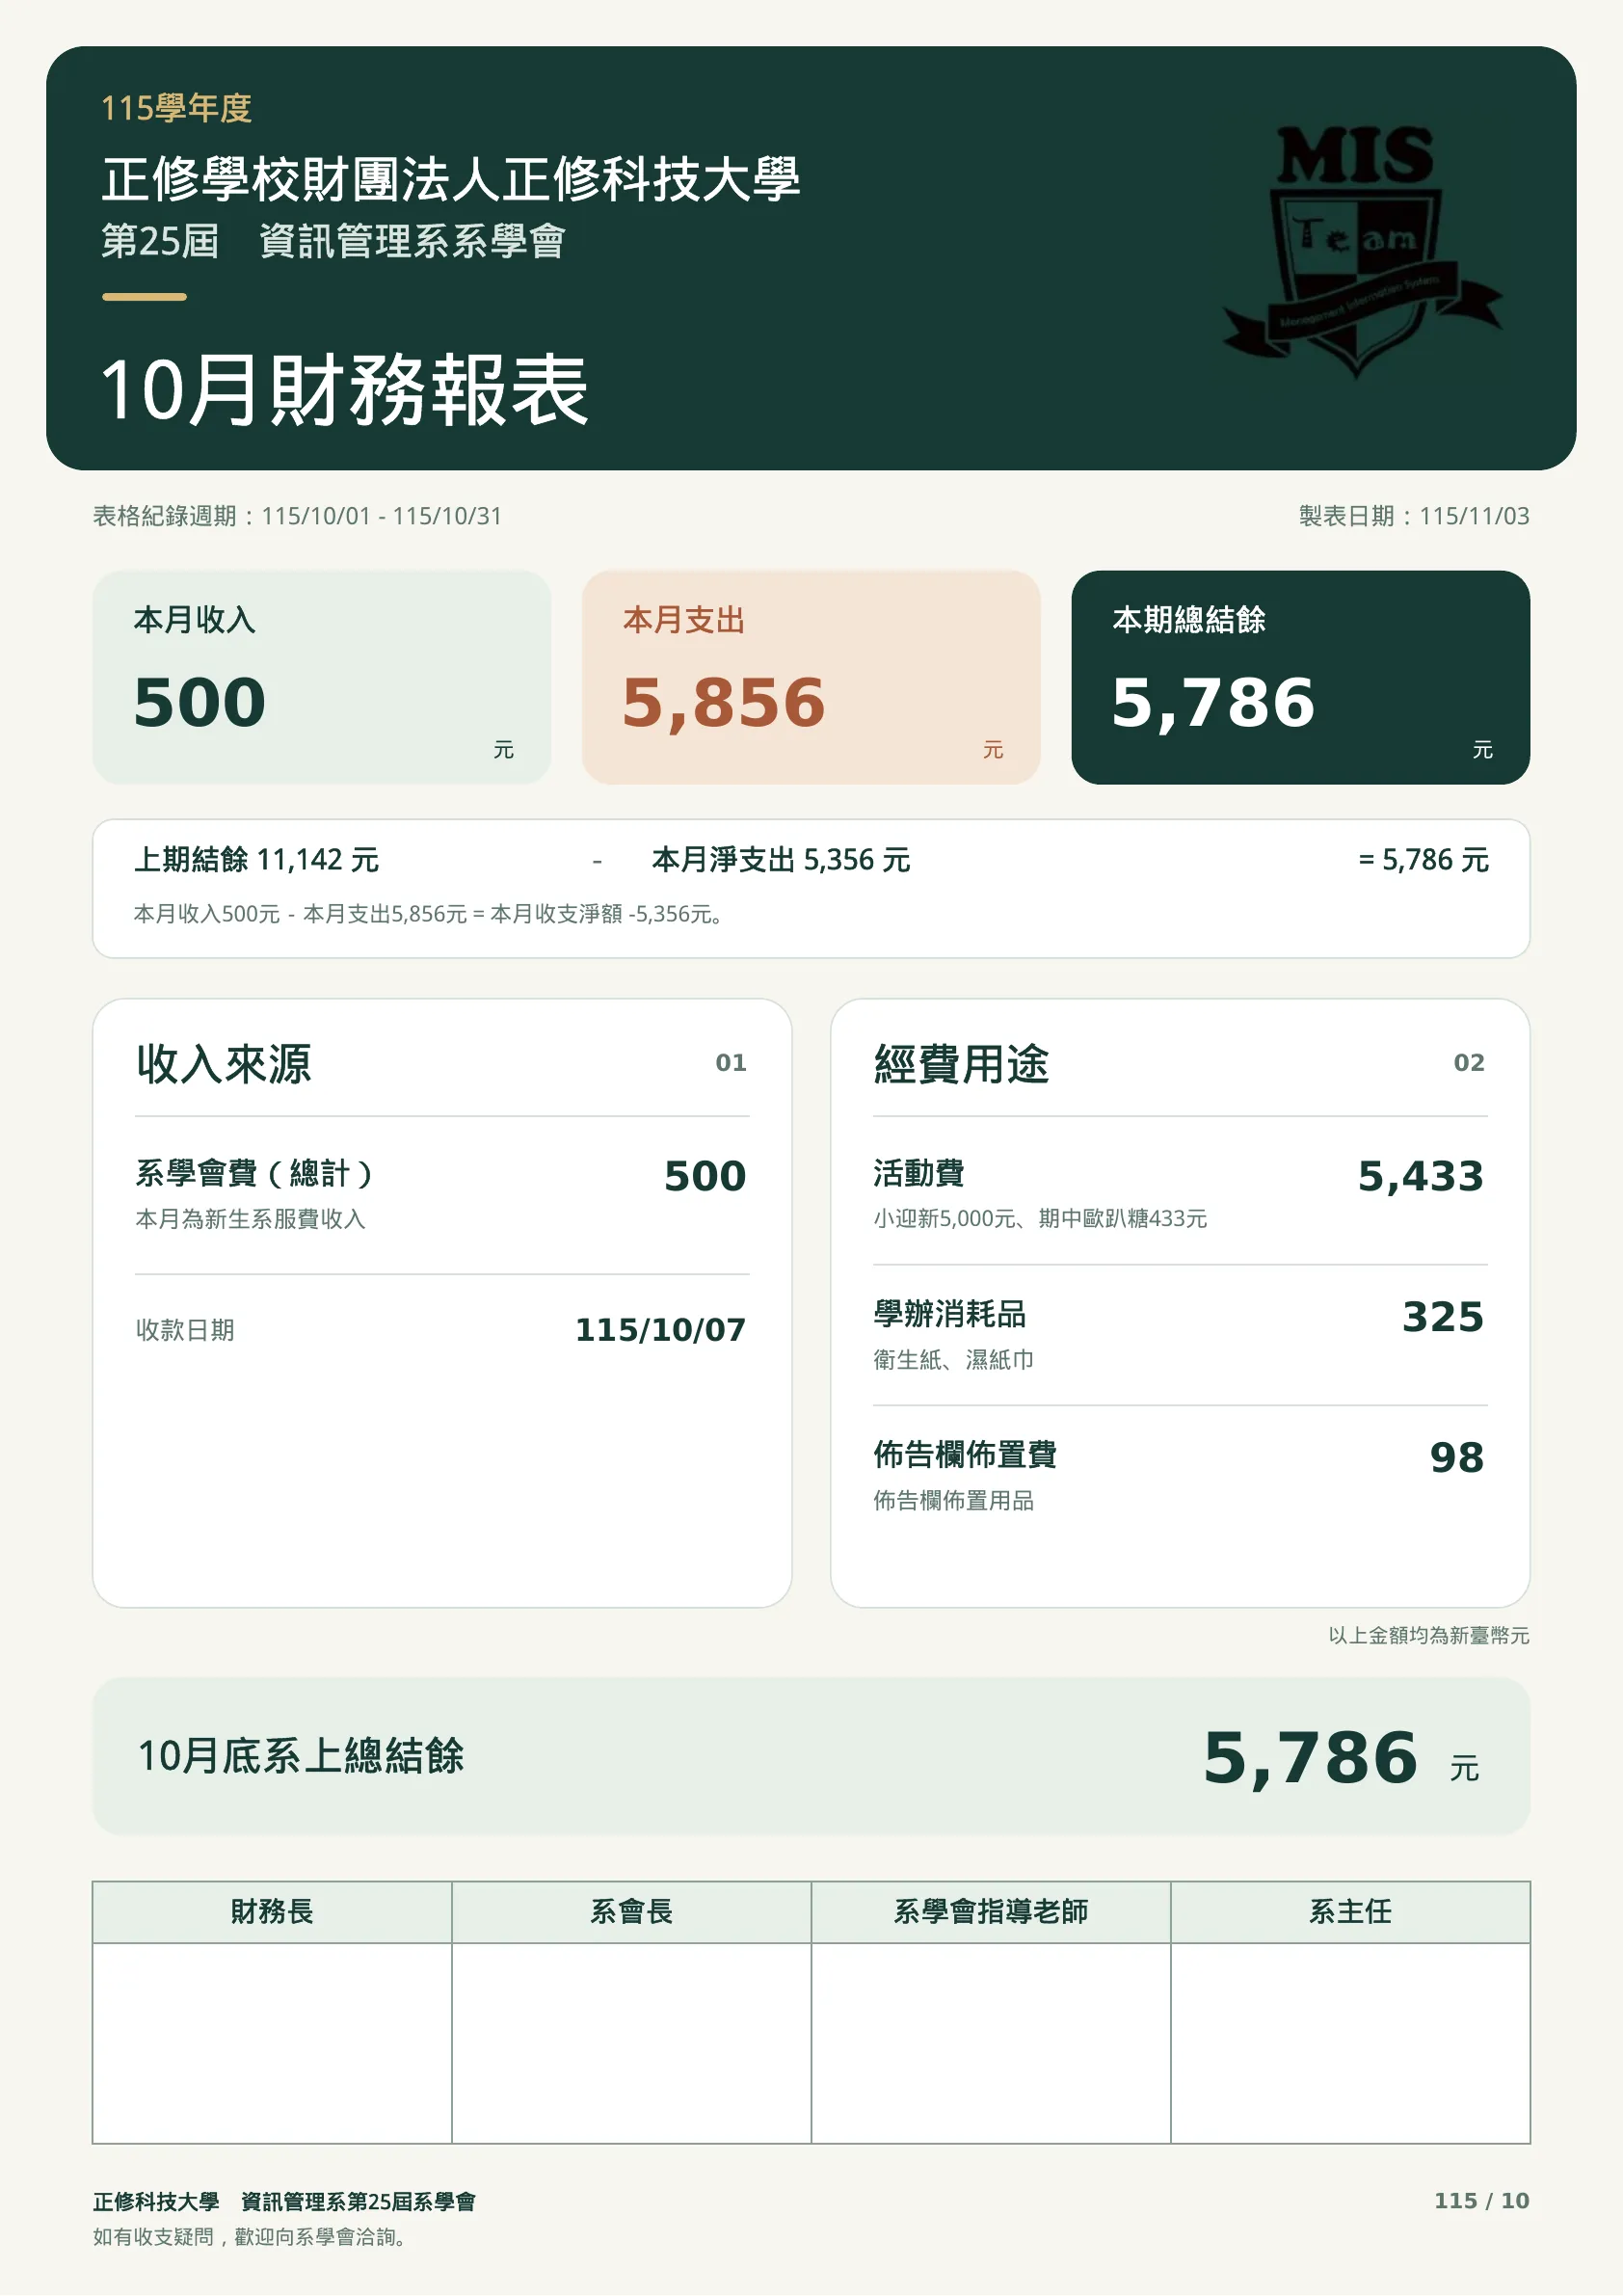 115學年度
正修學校財團法人正修科技大學
第25屆　資訊管理系系學會
10月財務報表
MIS
Team
Management Information System
表格紀錄週期：115/10/01 - 115/10/31
製表日期：115/11/03
本月收入
500
元
本月支出
5,856
元
本期總結餘
5,786
元
上期結餘 11,142 元 - 本月淨支出 5,356 元 = 5,786 元
本月收入500元 - 本月支出5,856元 = 本月收支淨額 -5,356元。
收入來源 01
系學會費（總計） 500
本月為新生系服費收入
收款日期 115/10/07
經費用途 02
活動費 5,433
小迎新5,000元、期中歐趴糖433元
學辦消耗品 325
衛生紙、濕紙巾
佈告欄佈置費 98
佈告欄佈置用品
以上金額均為新臺幣元
10月底系上總結餘 5,786 元
財務長 系會長 系學會指導老師 系主任
正修科技大學　資訊管理系第25屆系學會
115 / 10
如有收支疑問，歡迎向系學會洽詢。